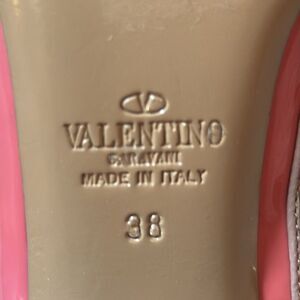 VALENTINO
GARAVANI
MADE IN ITALY
38